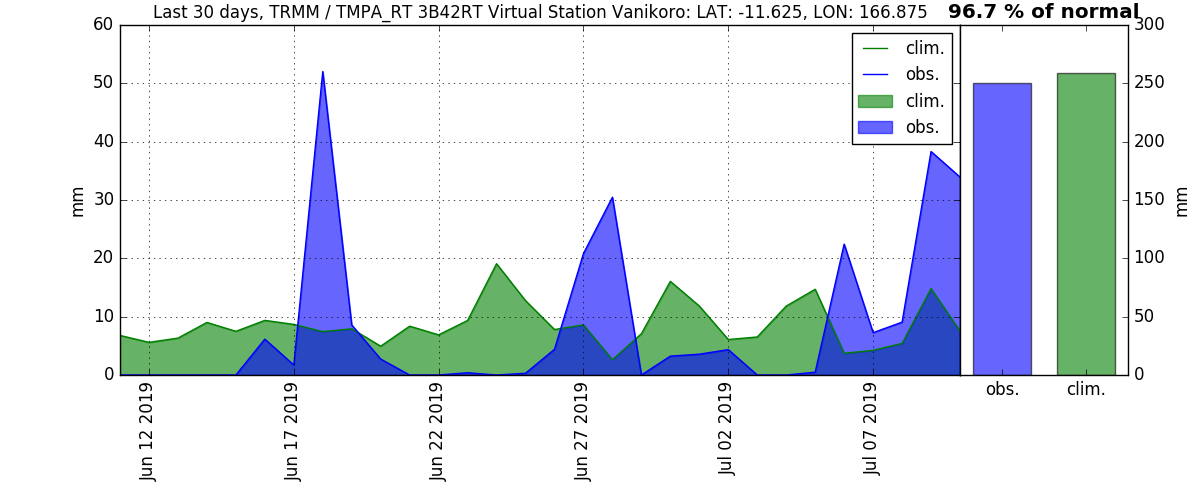 Last 30 days, TRMM / TMPA_RT 3B42RT Virtual Station Vanikoro: LAT: -11.625, LON: 166.875
96.7 % of normal
60
50
40
30
20
10
0
mm
clim.
obs.
clim.
obs.
300
250
200
150
100
50
0
mm
Jun 12 2019
Jun 17 2019
Jun 22 2019
Jun 27 2019
Jul 02 2019
Jul 07 2019
obs.
clim.